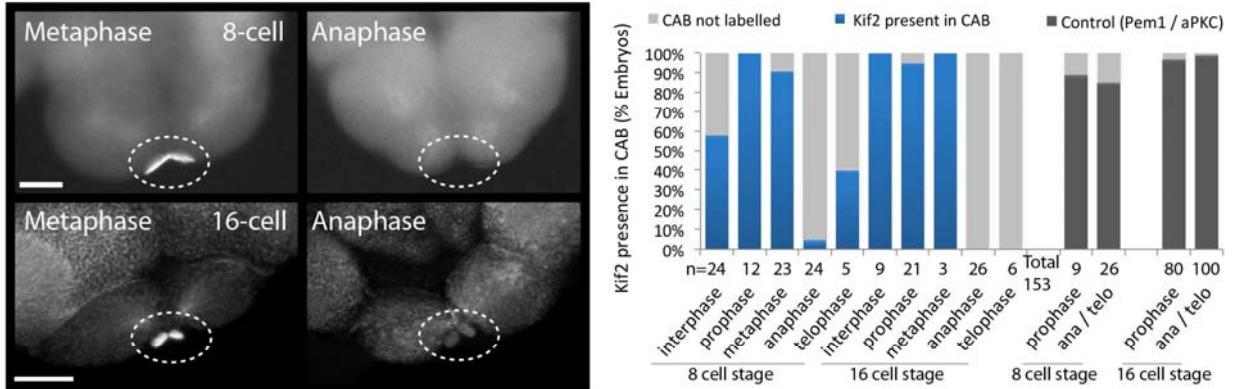 Metaphase 8-cell
Anaphase
Metaphase 16-cell
Anaphase
CAB not labelled
Kif2 present in CAB
Control (Pem1 / aPKC)
Kif2 presence in CAB (% Embryos)
100%
90%
80%
70%
60%
50%
40%
30%
20%
10%
0%
n=24 12 23 24 5 9 21 3 26 6 Total 153 9 26 80 100
interphase
prophase
metaphase
anaphase
telophase
interphase
prophase
metaphase
anaphase
telophase
prophase
ana / telo
prophase
ana / telo
8 cell stage
16 cell stage
8 cell stage
16 cell stage